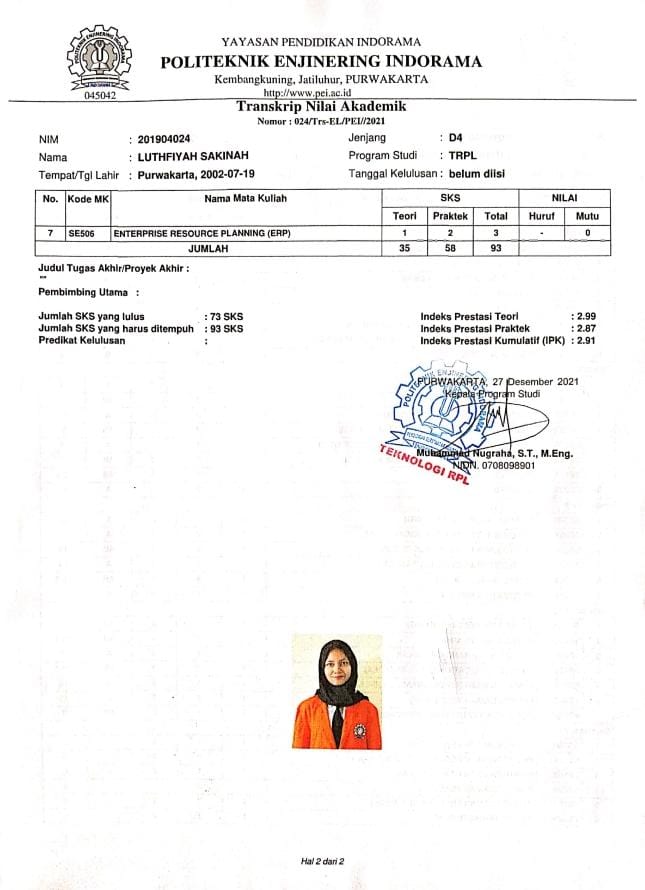 YAYASAN PENDIDIKAN INDORAMA
POLITEKNIK ENJINERING INDORAMA
Kembangkuning, Jatiluhur, PURWAKARTA
http://www.pei.ac.id
POLITEKNIK ENJINERING INDORAMA
045042
Transkrip Nilai Akademik
Nomor : 024/Trs-EL/PEI//2021
NIM : 201904024 Jenjang : D4
Nama : LUTHFIYAH SAKINAH Program Studi : TRPL
Tempat/Tgl Lahir : Purwakarta, 2002-07-19 Tanggal Kelulusan : belum diisi
No. Kode MK Nama Mata Kuliah SKS NILAI
Teori Praktek Total Huruf Mutu
7 SE506 ENTERPRISE RESOURCE PLANNING (ERP) 1 2 3 - 0
JUMLAH 35 58 93
Judul Tugas Akhir/Proyek Akhir :
""
Pembimbing Utama :
Jumlah SKS yang lulus : 73 SKS Indeks Prestasi Teori : 2.99
Jumlah SKS yang harus ditempuh : 93 SKS Indeks Prestasi Praktek : 2.87
Predikat Kelulusan : Indeks Prestasi Kumulatif (IPK) : 2.91
PURWAKARTA, 27 Desember 2021
Kepala Program Studi
Muhammad Nugraha, S.T., M.Eng.
NIDN. 0708098901
TEKNOLOGI RPL
Hal 2 dari 2